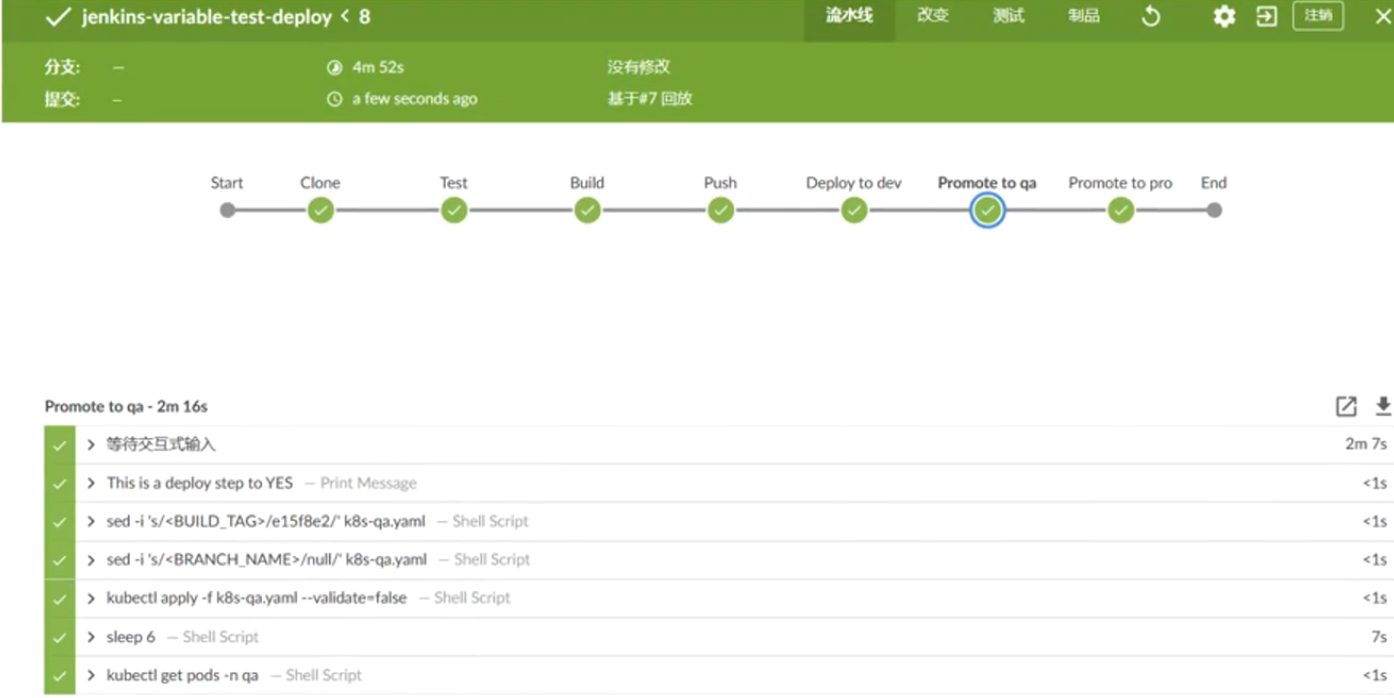 jenkins-variable-test-deploy < 8 流水线 改变 测试 制品 注销
分支: – 4m 52s 没有修改
提交: – a few seconds ago 基于#7 回放
Start Clone Test Build Push Deploy to dev Promote to qa Promote to pro End
Promote to qa - 2m 16s
等待交互式输入 2m 7s
This is a deploy step to YES – Print Message <1s
sed -i 's/<BUILD_TAG>/e15f8e2/' k8s-qa.yaml – Shell Script <1s
sed -i 's/<BRANCH_NAME>/null/' k8s-qa.yaml – Shell Script <1s
kubectl apply -f k8s-qa.yaml --validate=false – Shell Script <1s
sleep 6 – Shell Script 7s
kubectl get pods -n qa – Shell Script <1s